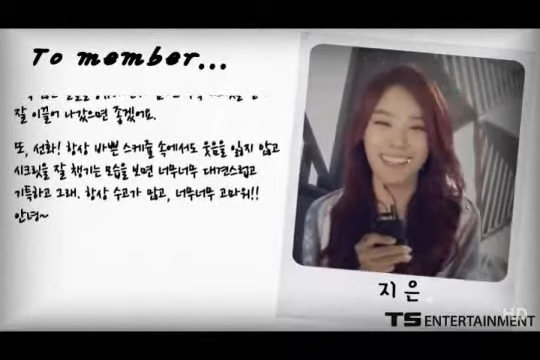 To member...
잘 이끌어 나갔으면 좋겠어요.
또, 선화! 항상 바쁜 스케쥴 속에서도 웃음을 잃지 않고
시크릿을 잘 챙기는 모습을 보면 너무너무 대견스럽고
기특하고 그래. 항상 수고가 많고, 너무너무 고마워!!
안녕~
지은
TS ENTERTAINMENT
HD